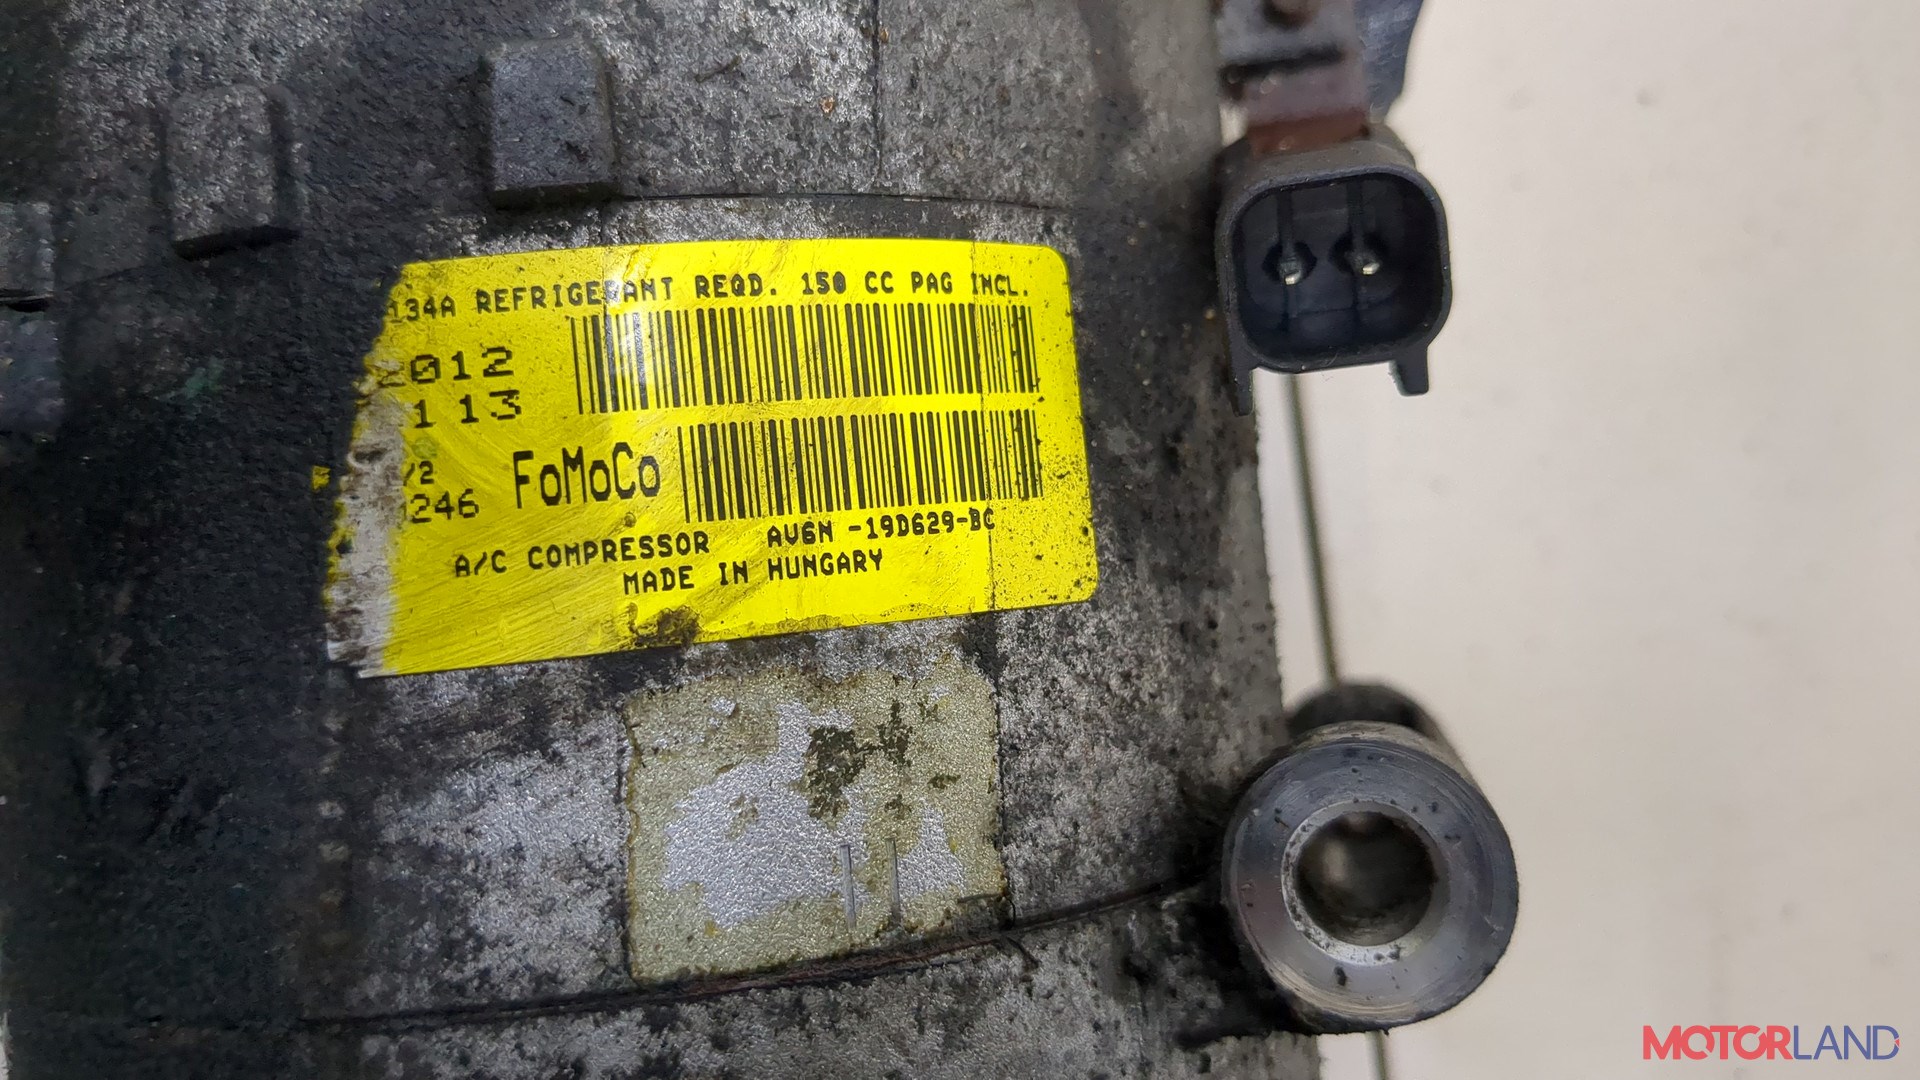 134A REFRIGERANT REQD. 150 CC PAG INCL.
2012
113
/2
246
FoMoCo
A/C COMPRESSOR AV6N -19D629-BC
MADE IN HUNGARY
MOTORLAND